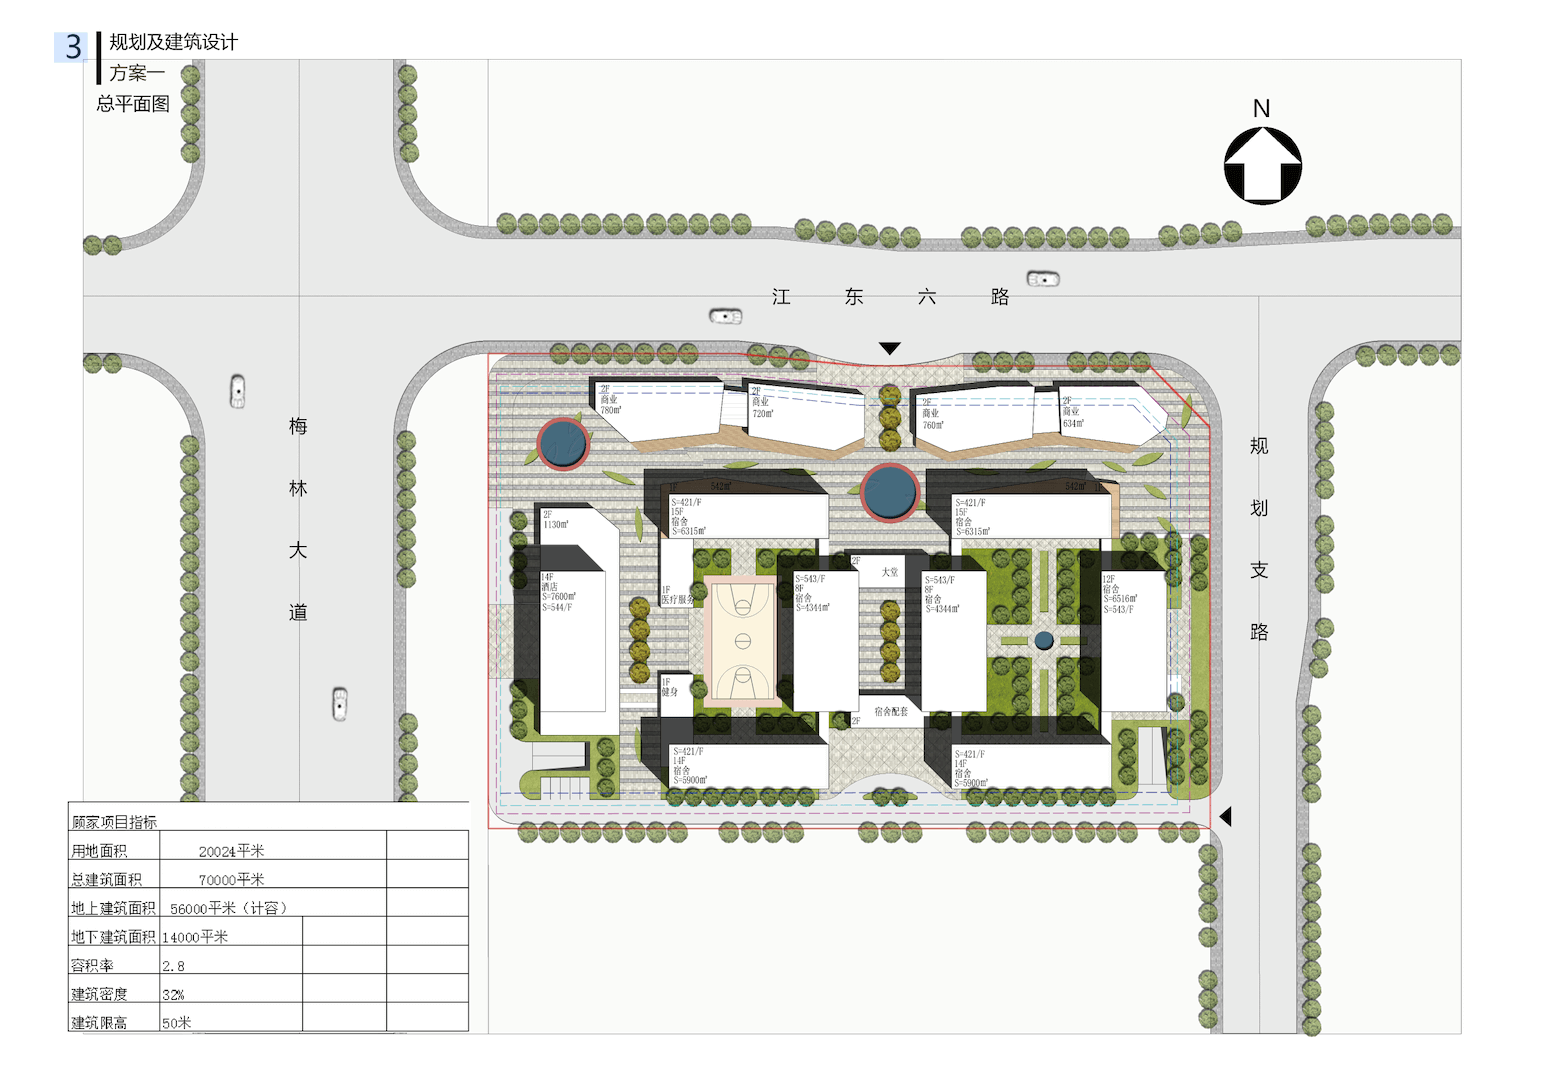 3
规划及建筑设计
方案一
总平面图
N
江东六路
梅林大道
规划支路
2F
商业
780㎡
2F
商业
720㎡
2F
商业
760㎡
2F
商业
634㎡
1F
542㎡
542㎡
1F
S=421/F
15F
宿舍
S=6315㎡
S=421/F
15F
宿舍
S=6315㎡
2F
1130㎡
14F
酒店
S=7600㎡
S=544/F
1F
医疗服务
1F
健身
S=543/F
8F
宿舍
S=4344㎡
2F
大堂
S=543/F
8F
宿舍
S=4344㎡
12F
宿舍
S=6516㎡
S=543/F
宿舍配套
2F
S=421/F
14F
宿舍
S=5900㎡
S=421/F
14F
宿舍
S=5900㎡
顾家项目指标
用地面积 20024平米
总建筑面积 70000平米
地上建筑面积 56000平米（计容）
地下建筑面积 14000平米
容积率 2.8
建筑密度 32%
建筑限高 50米